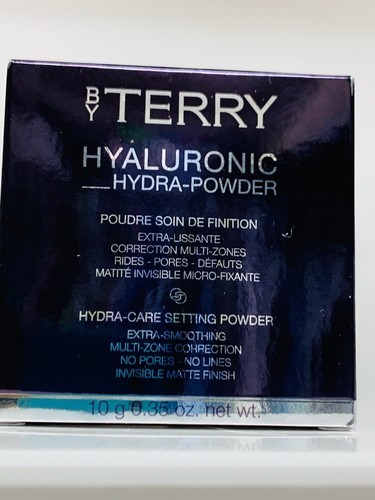 BY TERRY
HYALURONIC
HYDRA-POWDER
POUDRE SOIN DE FINITION
EXTRA-LISSANTE
CORRECTION MULTI-ZONES
RIDES - PORES - DÉFAUTS
MATITÉ INVISIBLE MICRO-FIXANTE
HYDRA-CARE SETTING POWDER
EXTRA-SMOOTHING
MULTI-ZONE CORRECTION
NO PORES - NO LINES
INVISIBLE MATTE FINISH
10 g 0.35 oz. net wt.